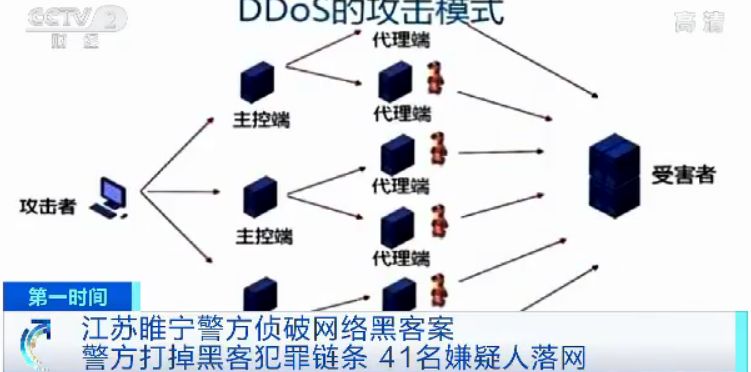 CCTV 2
财经
DDoS的攻击模式
高清
代理端
主控端
代理端
攻击者
代理端
受害者
主控端
代理端
第一时间
江苏睢宁警方侦破网络黑客案
警方打掉黑客犯罪链条 41名嫌疑人落网